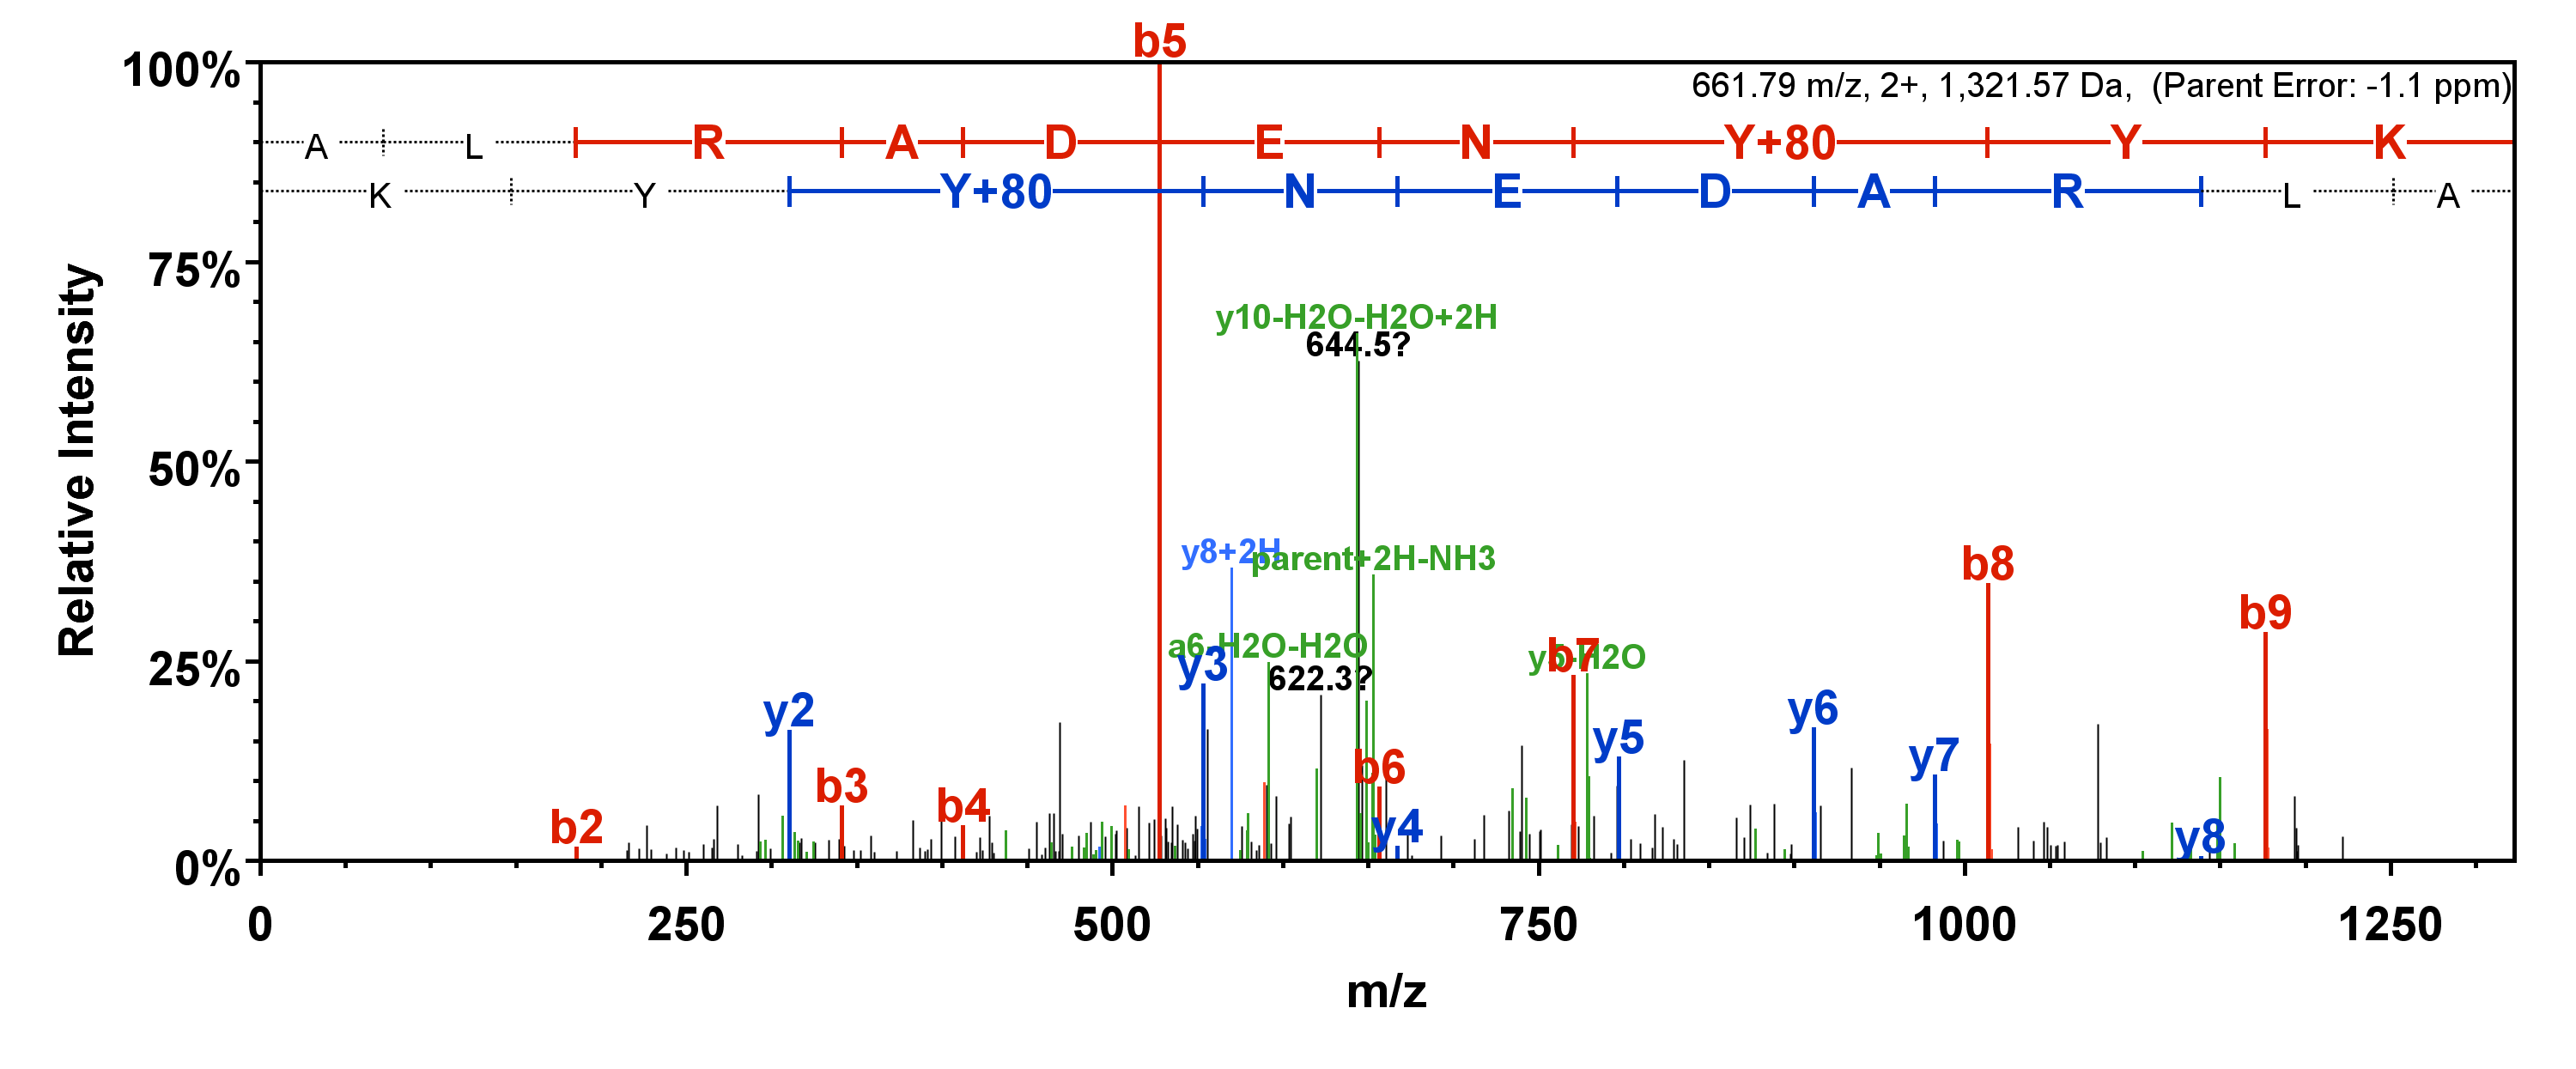 b5
100%
661.79 m/z, 2+, 1,321.57 Da, (Parent Error: -1.1 ppm)
A L R A D E N Y+80 Y K
K Y Y+80 N E D A R L A
75%
y10-H2O-H2O+2H
644.5?
50%
Relative Intensity
y8+2H
parent+2H-NH3
b8
b9
a6-H2O-H2O
y3
b7
y5-H2O
25%
622.3?
y2
y6
y5
b6
y7
b3
b4
b2
y4
y8
0%
0 250 500 750 1000 1250
m/z